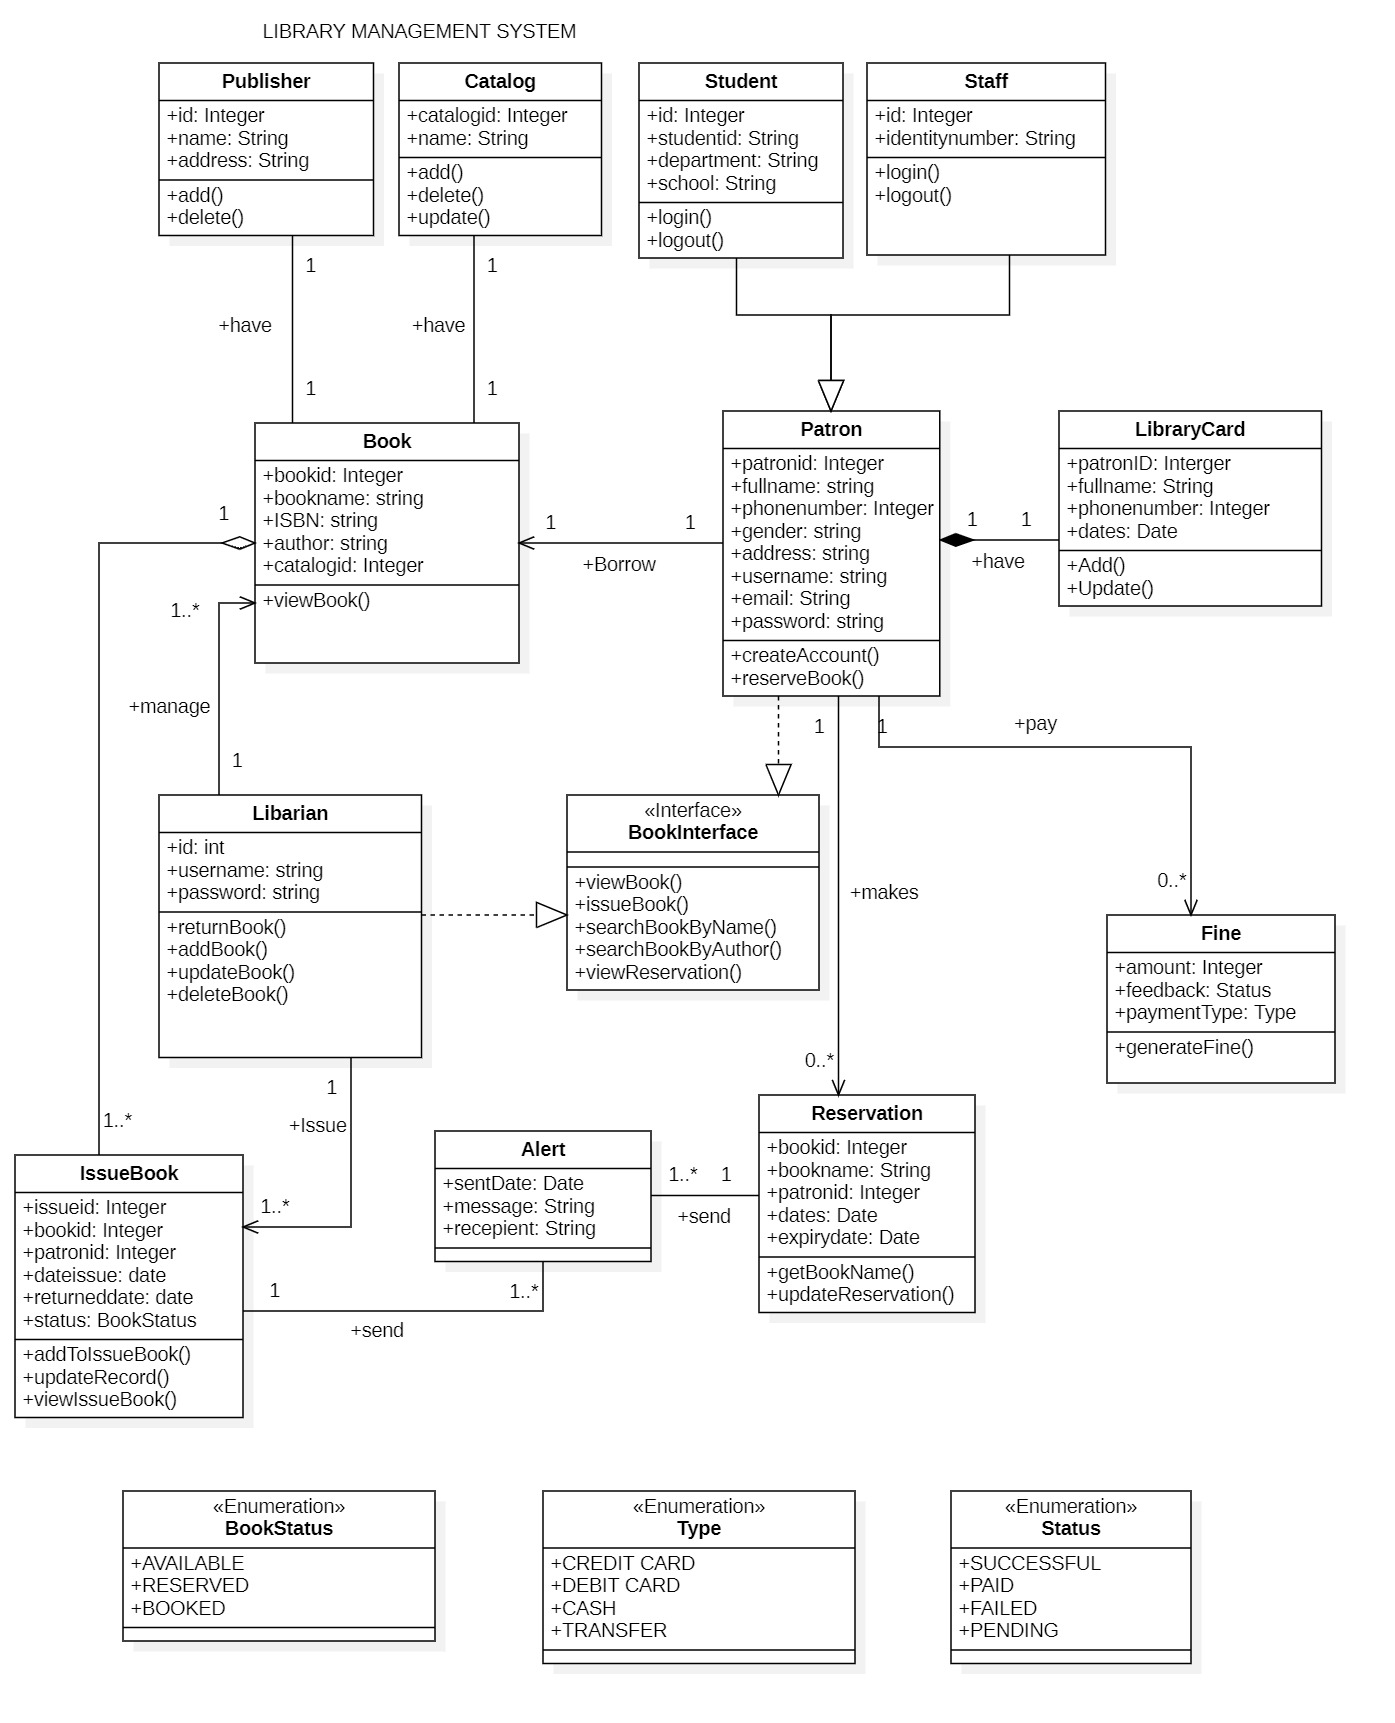 LIBRARY MANAGEMENT SYSTEM
Publisher
+id: Integer
+name: String
+address: String
+add()
+delete()
Catalog
+catalogid: Integer
+name: String
+add()
+delete()
+update()
Student
+id: Integer
+studentid: String
+department: String
+school: String
+login()
+logout()
Staff
+id: Integer
+identitynumber: String
+login()
+logout()
1
+have
1
1
+have
1
Book
+bookid: Integer
+bookname: string
+ISBN: string
+author: string
+catalogid: Integer
+viewBook()
1
1
1
+Borrow
Patron
+patronid: Integer
+fullname: string
+phonenumber: Integer
+gender: string
+address: string
+username: string
+email: String
+password: string
+createAccount()
+reserveBook()
1
1
+have
LibraryCard
+patronID: Interger
+fullname: String
+phonenumber: Integer
+dates: Date
+Add()
+Update()
1..*
+manage
1
1
1
+pay
0..*
Libarian
+id: int
+username: string
+password: string
+returnBook()
+addBook()
+updateBook()
+deleteBook()
«Interface»
BookInterface
+viewBook()
+issueBook()
+searchBookByName()
+searchBookByAuthor()
+viewReservation()
+makes
0..*
Fine
+amount: Integer
+feedback: Status
+paymentType: Type
+generateFine()
1
+Issue
1..*
1..*
IssueBook
+issueid: Integer
+bookid: Integer
+patronid: Integer
+dateissue: date
+returneddate: date
+status: BookStatus
+addToIssueBook()
+updateRecord()
+viewIssueBook()
1
1..*
+send
Alert
+sentDate: Date
+message: String
+recepient: String
1..*
1
+send
Reservation
+bookid: Integer
+bookname: String
+patronid: Integer
+dates: Date
+expirydate: Date
+getBookName()
+updateReservation()
«Enumeration»
BookStatus
+AVAILABLE
+RESERVED
+BOOKED
«Enumeration»
Type
+CREDIT CARD
+DEBIT CARD
+CASH
+TRANSFER
«Enumeration»
Status
+SUCCESSFUL
+PAID
+FAILED
+PENDING